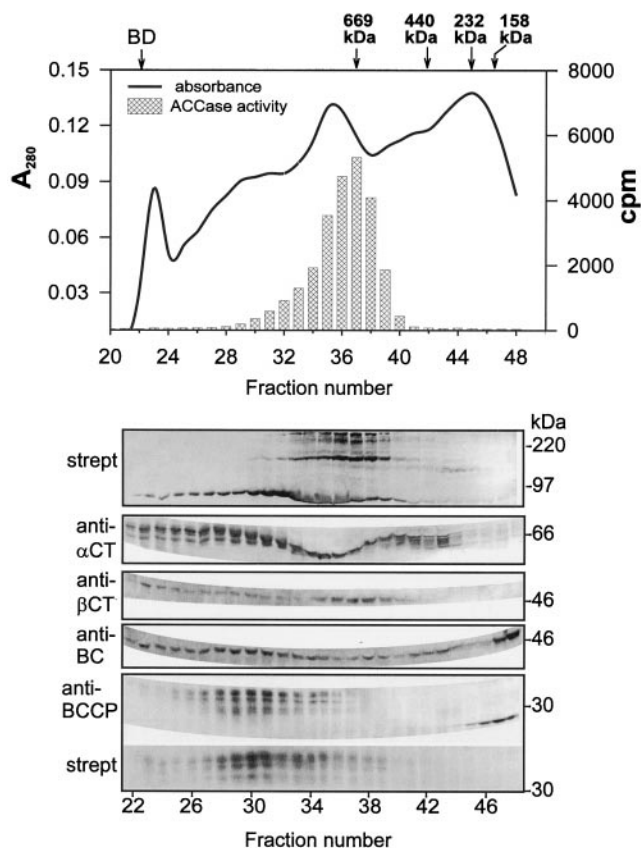 BD
669 kDa
440 kDa
232 kDa
158 kDa
0.15
0.12
0.09
0.06
0.03
A280
absorbance
ACCase activity
8000
6000
4000
2000
0
cpm
20 24 28 32 36 40 44 48
Fraction number
kDa
strept
-220
-97
anti-
αCT
-66
anti-
βCT
-46
anti-
BC
-46
anti-
BCCP
-30
strept
-30
22 26 30 34 38 42 46
Fraction number